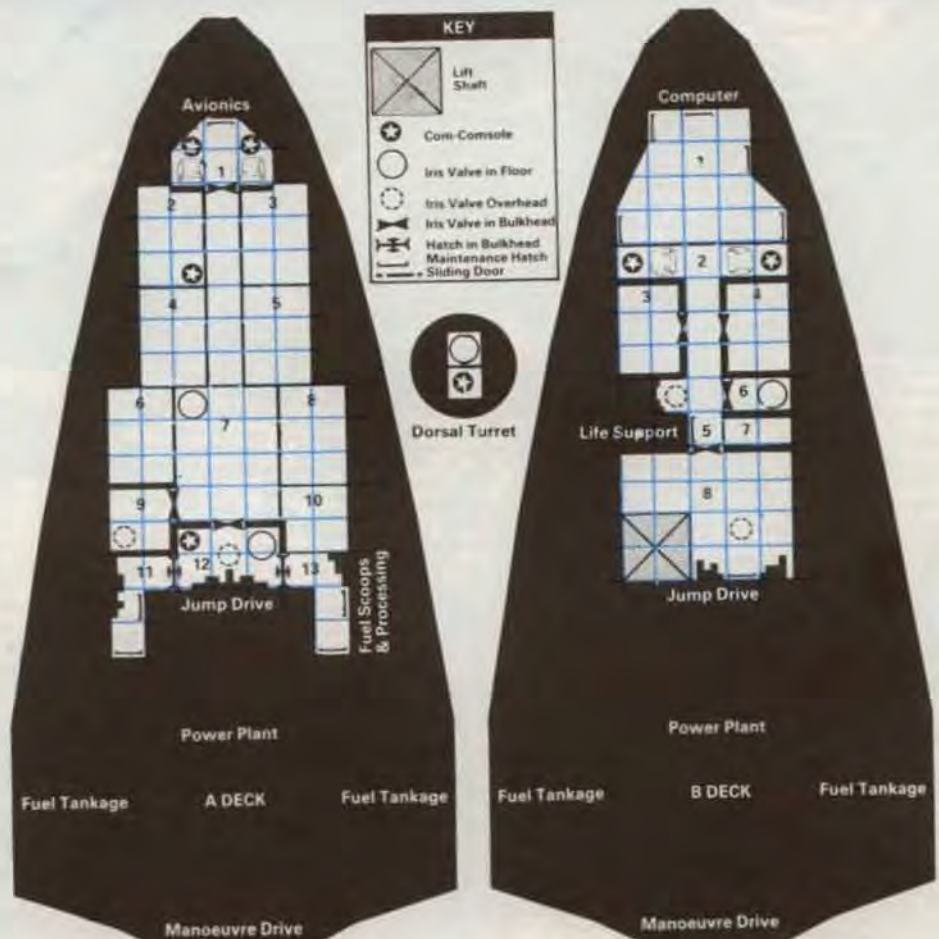 KEY
Lift
Shaft
Com-Comsole
Iris Valve in Floor
Iris Valve Overhead
Iris Valve in Bulkhead
Hatch in Bulkhead
Maintenance Hatch
Sliding Door
Avionics
1
2
3
4
5
6
7
8
9
10
11
12
13
Jump Drive
Fuel Scoops
& Processing
Power Plant
Fuel Tankage
A DECK
Fuel Tankage
Manoeuvre Drive
Dorsal Turret
Computer
1
2
3
4
6
Life Support
5
7
8
Jump Drive
Power Plant
Fuel Tankage
B DECK
Fuel Tankage
Manoeuvre Drive